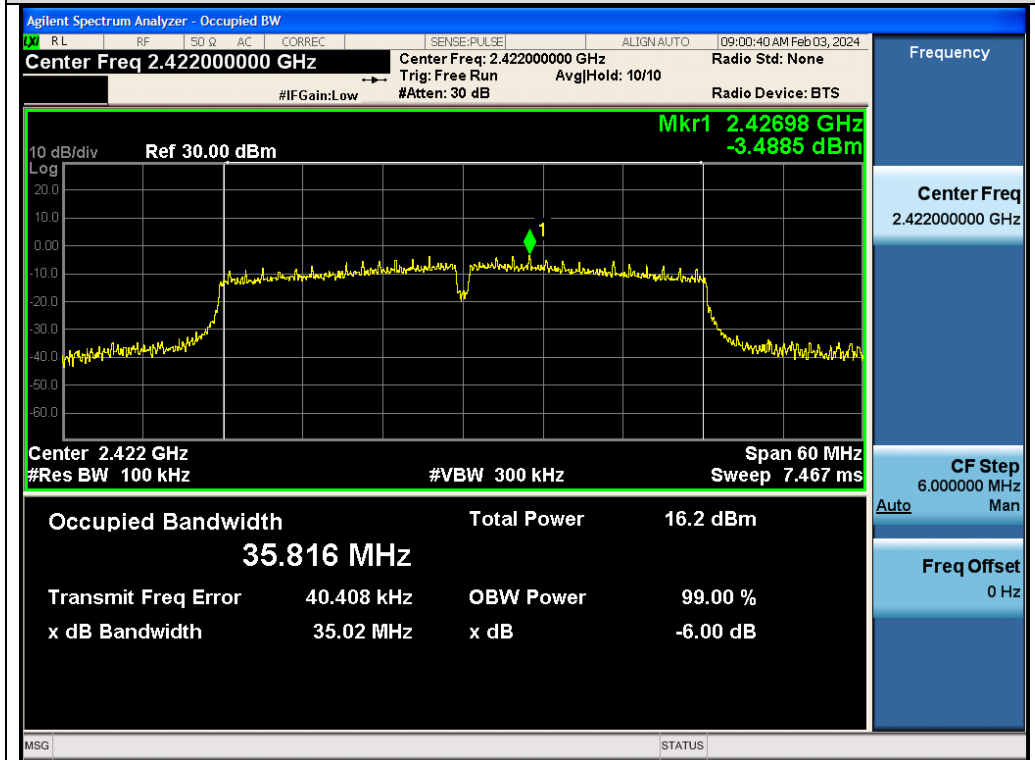 Agilent Spectrum Analyzer - Occupied BW
LXI RL RF 50 Ω AC CORREC SENSE:PULSE ALIGN AUTO 09:00:40 AM Feb 03, 2024
Center Freq 2.422000000 GHz
Center Freq: 2.422000000 GHz
Radio Std: None
Trig: Free Run Avg|Hold: 10/10
#IFGain:Low
#Atten: 30 dB
Radio Device: BTS
Mkr1 2.42698 GHz
-3.4885 dBm
10 dB/div Ref 30.00 dBm
Log
20.0
10.0
1
0.00
-10.0
-20.0
-30.0
-40.0
-50.0
-60.0
Center 2.422 GHz Span 60 MHz
#Res BW 100 kHz #VBW 300 kHz Sweep 7.467 ms
Occupied Bandwidth Total Power 16.2 dBm
35.816 MHz
Transmit Freq Error 40.408 kHz OBW Power 99.00 %
x dB Bandwidth 35.02 MHz x dB -6.00 dB
MSG STATUS
Frequency
Center Freq
2.422000000 GHz
CF Step
6.000000 MHz
Auto Man
Freq Offset
0 Hz